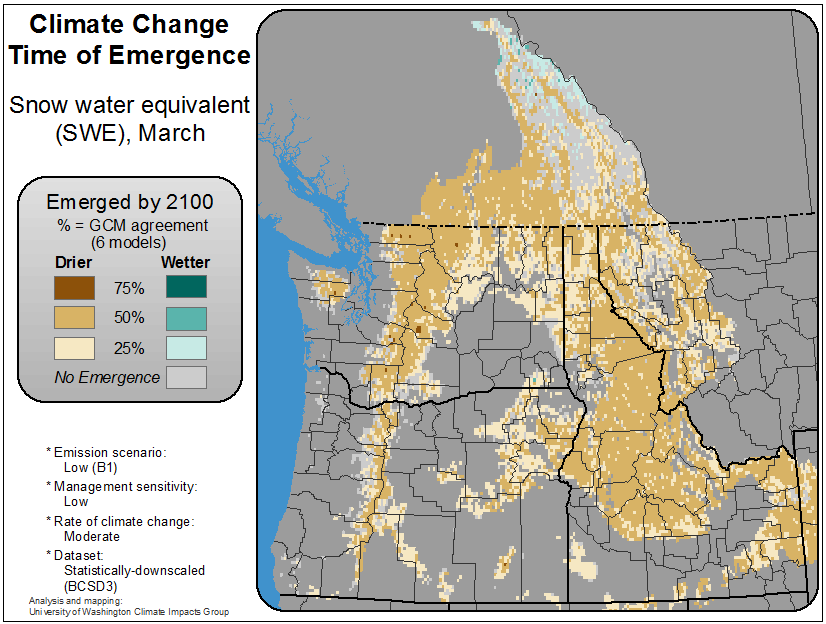 Climate Change
Time of Emergence
Snow water equivalent
(SWE), March
Emerged by 2100
% = GCM agreement
(6 models)
Drier Wetter
75%
50%
25%
No Emergence
* Emission scenario:
Low (B1)
* Management sensitivity:
Low
* Rate of climate change:
Moderate
* Dataset:
Statistically-downscaled
(BCSD3)
Analysis and mapping:
University of Washington Climate Impacts Group